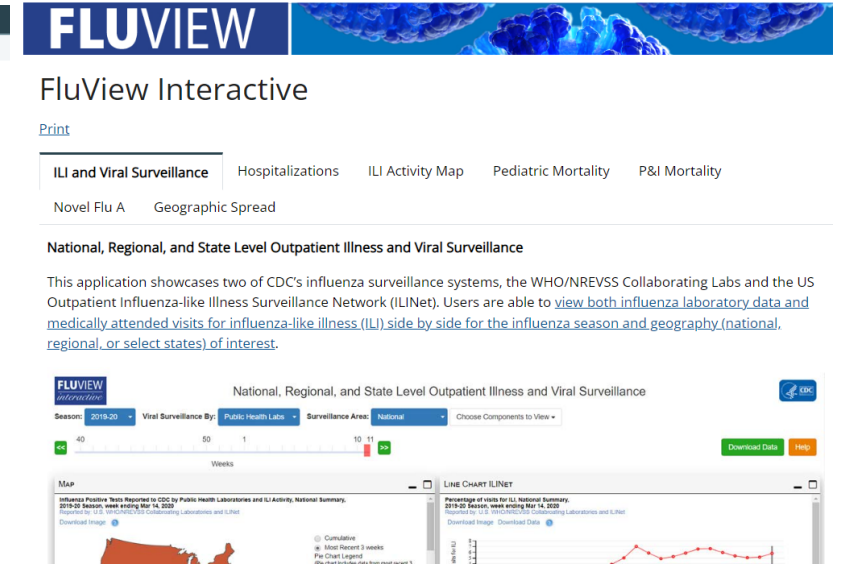 FLUVIEW
FluView Interactive
Print
ILI and Viral Surveillance
Hospitalizations
ILI Activity Map
Pediatric Mortality
P&I Mortality
Novel Flu A
Geographic Spread
National, Regional, and State Level Outpatient Illness and Viral Surveillance
This application showcases two of CDC's influenza surveillance systems, the WHO/NREVSS Collaborating Labs and the US
Outpatient Influenza-like Illness Surveillance Network (ILINet). Users are able to view both influenza laboratory data and
medically attended visits for influenza-like illness (ILI) side by side for the influenza season and geography (national,
regional, or select states) of interest.
FLUVIEW
interactive
National, Regional, and State Level Outpatient Illness and Viral Surveillance
CDC
Season: 2019-20 Viral Surveillance By: Public Health Labs Surveillance Area: National Choose Components to View
<< 40 50 1 10 11 >>
Weeks
Download Data Help
MAP
Influenza Positive Tests Reported to CDC by Public Health Laboratories and ILI Activity, National Summary,
2019-20 Season, week ending Mar 14, 2020
Reported by: U.S. WHO/NREVSS Collaborating Laboratories and ILINet
Download Image
Cumulative
Most Recent 3 weeks
Pie Chart Legend
LINE CHART ILINET
Percentage of visits for ILI, National Summary,
2019-20 Season, week ending Mar 14, 2020
Reported by: U.S. WHO/NREVSS Collaborating Laboratories and ILINet
Download Image Download Data